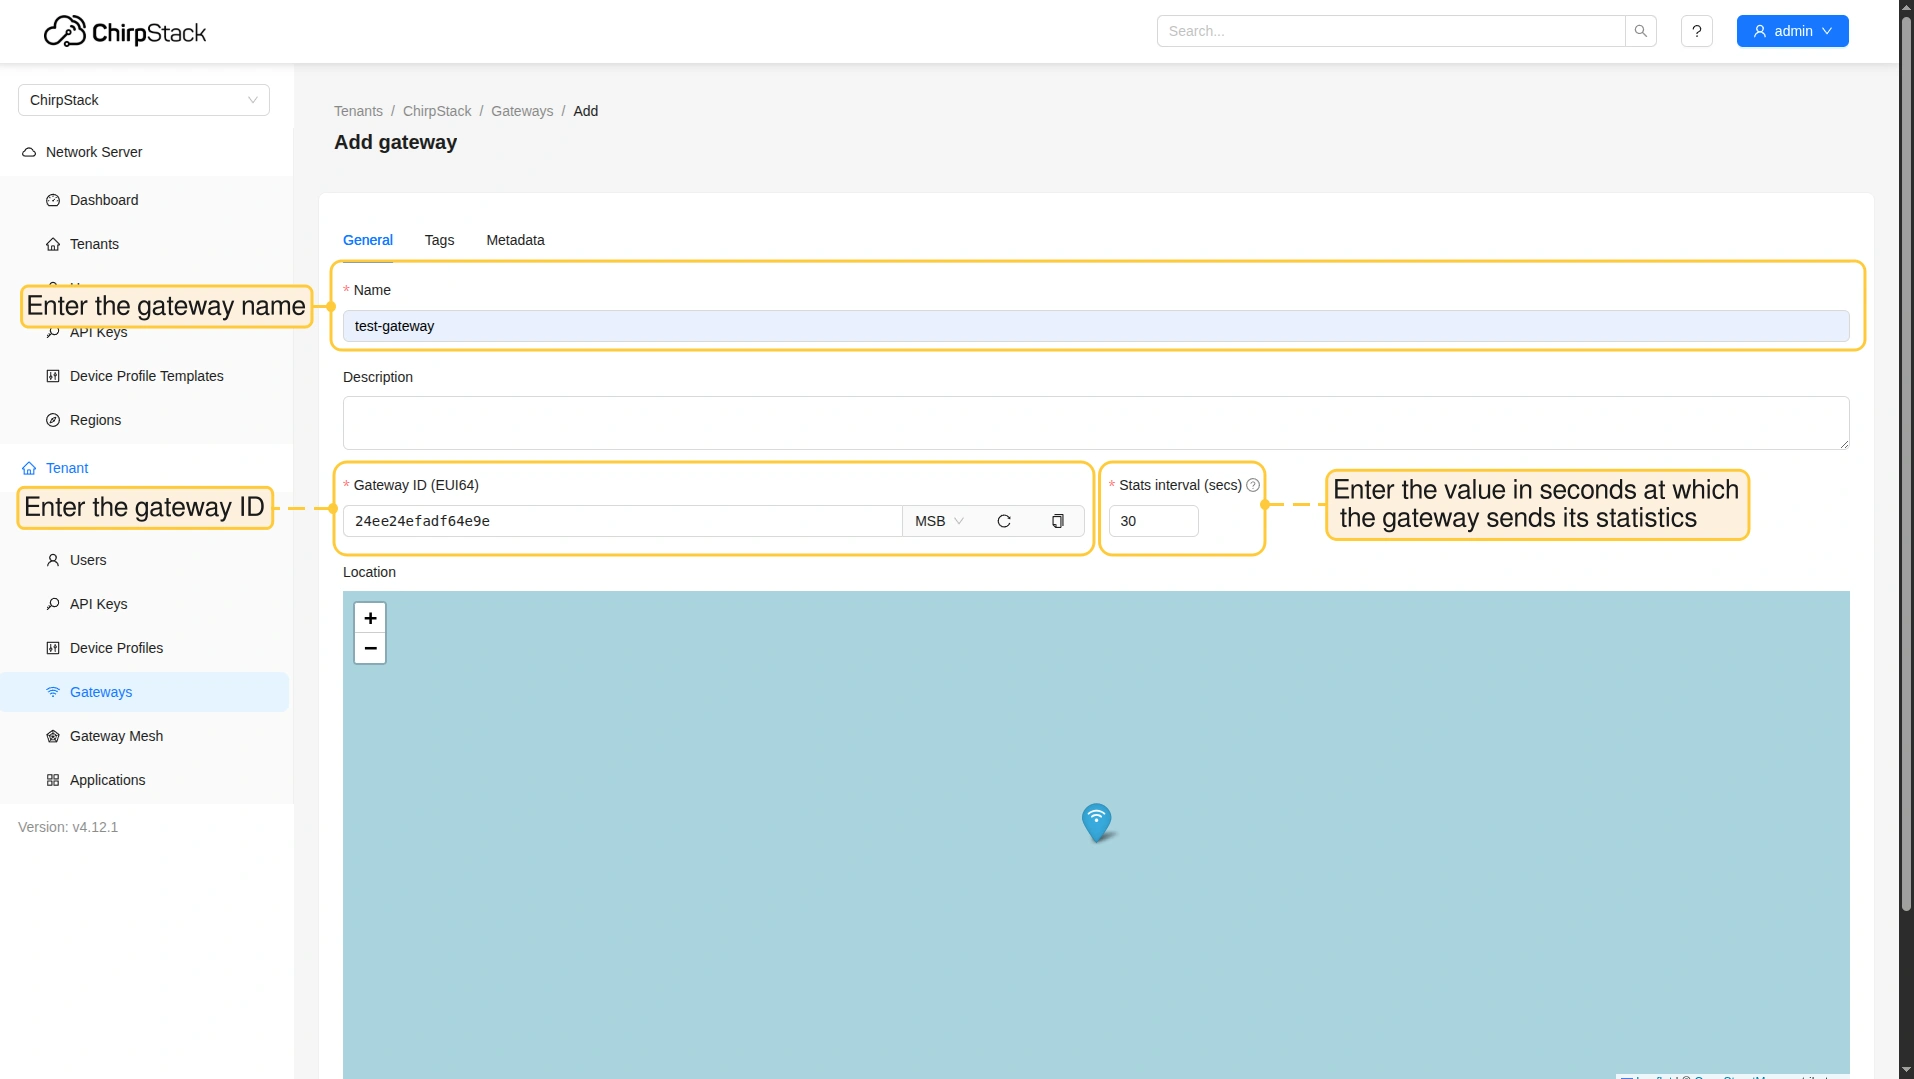 ChirpStack
Search...
?
admin
ChirpStack
Network Server
Dashboard
Tenants
Enter the gateway name
API Keys
Device Profile Templates
Regions
Tenant
Enter the gateway ID
Users
API Keys
Device Profiles
Gateways
Gateway Mesh
Applications
Version: v4.12.1
Tenants / ChirpStack / Gateways / Add
Add gateway
General Tags Metadata
* Name
test-gateway
Description
* Gateway ID (EUI64)
24ee24efadf64e9e MSB
* Stats interval (secs) ?
30
Enter the value in seconds at which
the gateway sends its statistics
Location
+
−